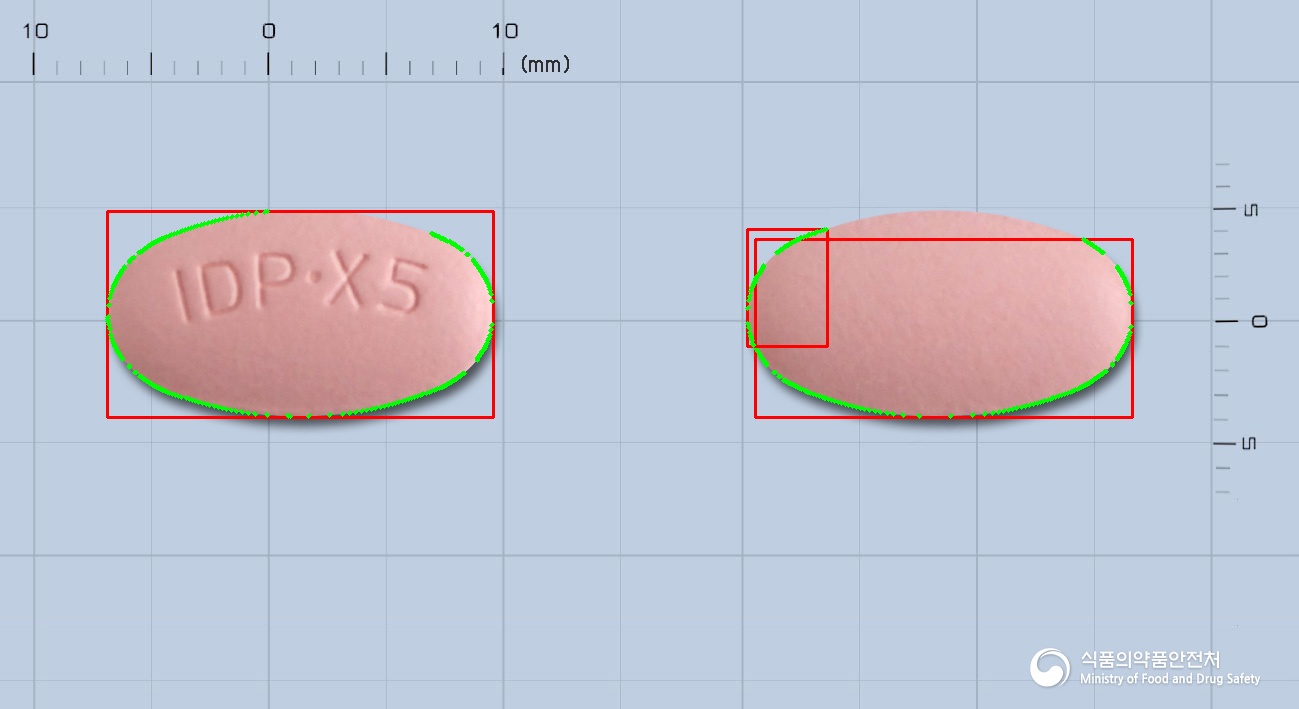 10 0 10
(mm)
IDP·X5
5
0
5
식품의약품안전처
Ministry of Food and Drug Safety